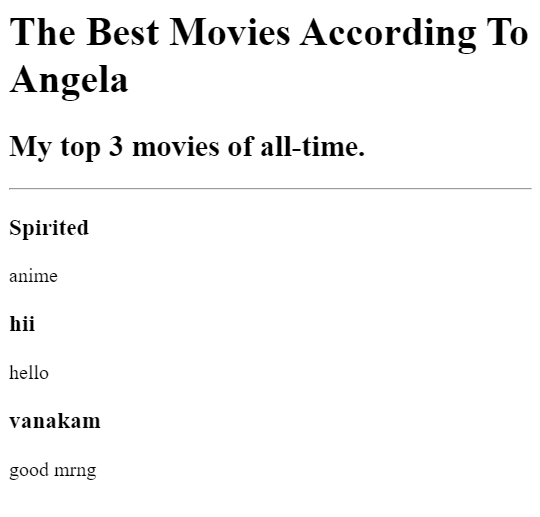 The Best Movies According To
Angela
My top 3 movies of all-time.
Spirited
anime
hii
hello
vanakam
good mrng